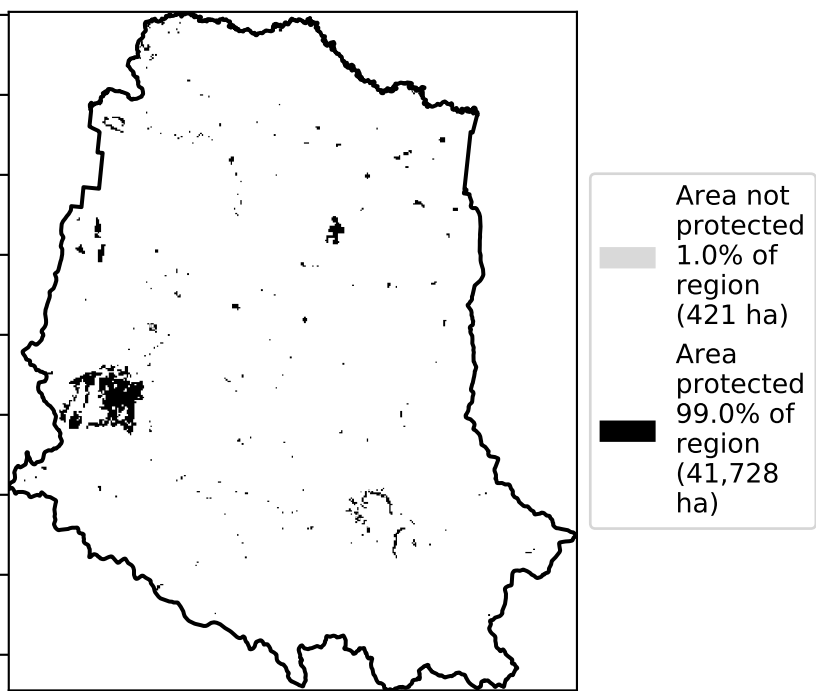 Area not
protected
1.0% of
region
(421 ha)
Area
protected
99.0% of
region
(41,728
ha)